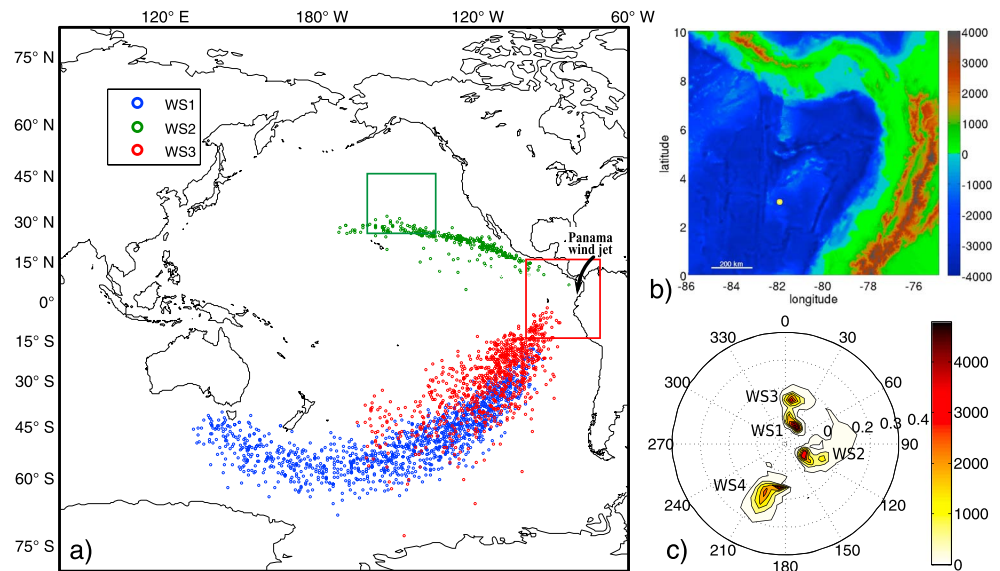 120° E 180° W 120° W 60° W
75° N
60° N
45° N
30° N
15° N
0°
15° S
30° S
45° S
60° S
75° S
WS1
WS2
WS3
Panama
wind jet
a)
10
8
6
4
2
0
latitude
-86 -84 -82 -80 -78 -76
longitude
200 km
4000
3000
2000
1000
0
-1000
-2000
-3000
-4000
b)
0
30
60
90
120
150
180
210
240
270
300
330
0 0.2 0.3 0.4
WS3
WS1
WS2
WS4
4000
3000
2000
1000
0
c)